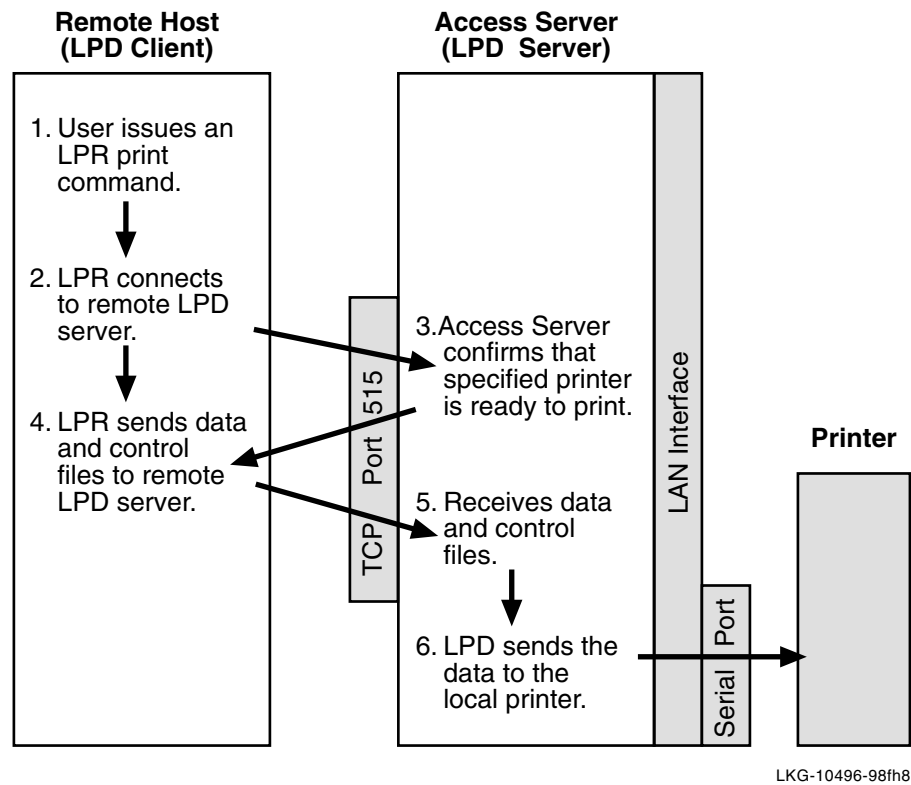 Remote Host
(LPD Client)
Access Server
(LPD Server)
1. User issues an
LPR print
command.
2. LPR connects
to remote LPD
server.
3.Access Server
confirms that
specified printer
is ready to print.
4. LPR sends data
and control
files to remote
LPD server.
5. Receives data
and control
files.
6. LPD sends the
data to the
local printer.
TCP Port 515
LAN Interface
Serial Port
Printer
LKG-10496-98fh8